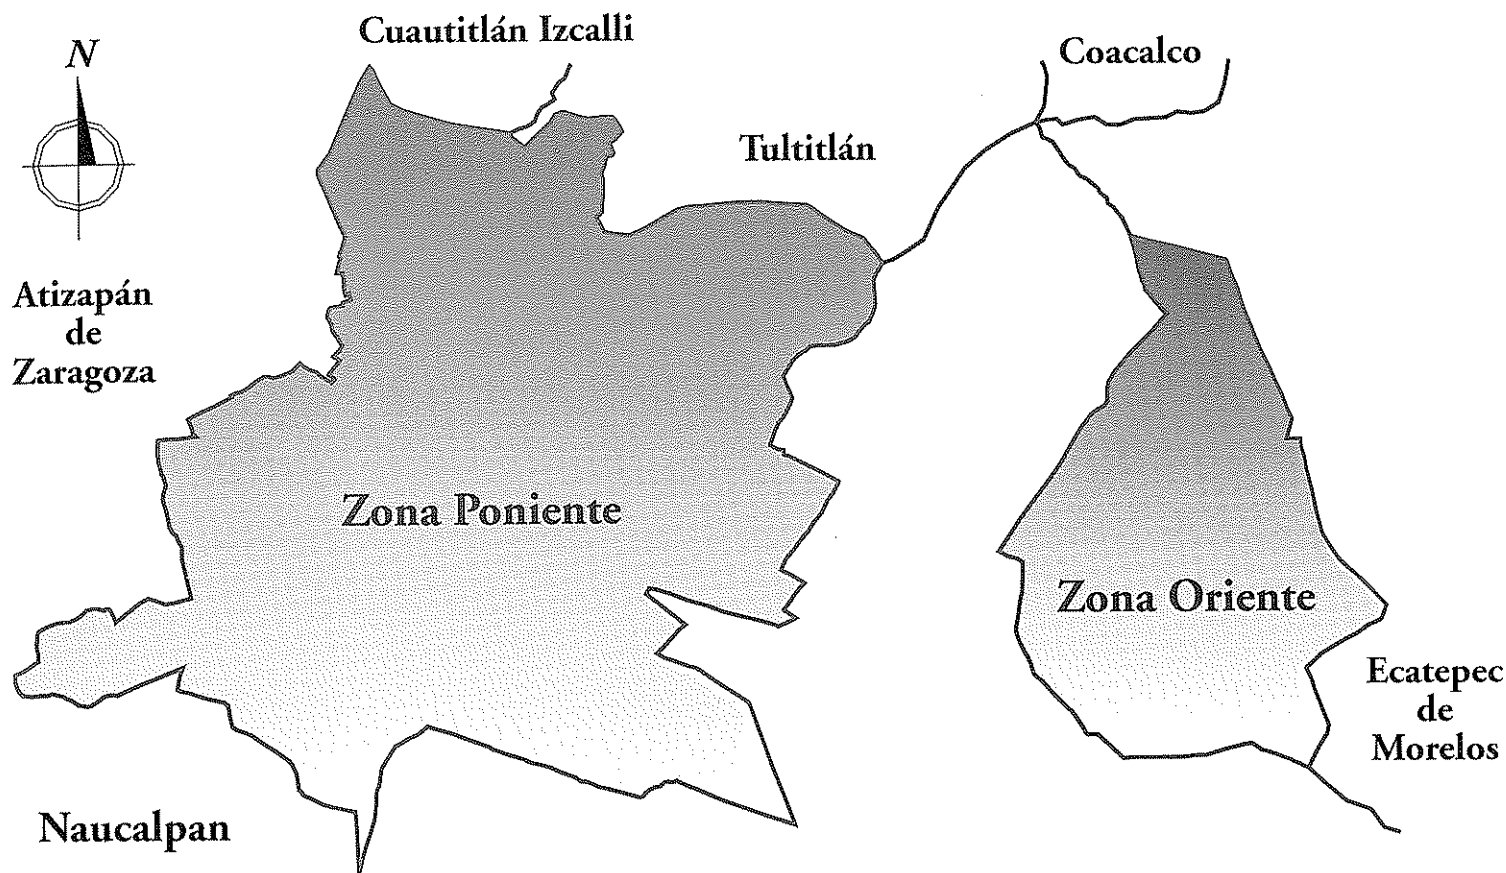 Cuautitlán Izcalli
N
Coacalco
Tultitlán
Atizapán
de
Zaragoza
Zona Poniente
Zona Oriente
Ecatepec
de
Morelos
Naucalpan